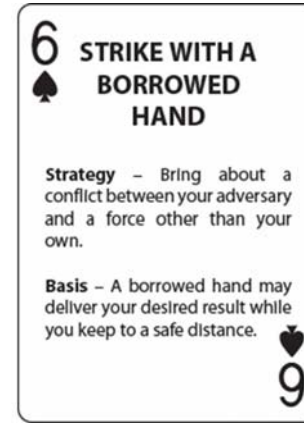 6
STRIKE WITH A
BORROWED
HAND
Strategy – Bring about a
conflict between your adversary
and a force other than your
own.
Basis – A borrowed hand may
deliver your desired result while
you keep to a safe distance.
6